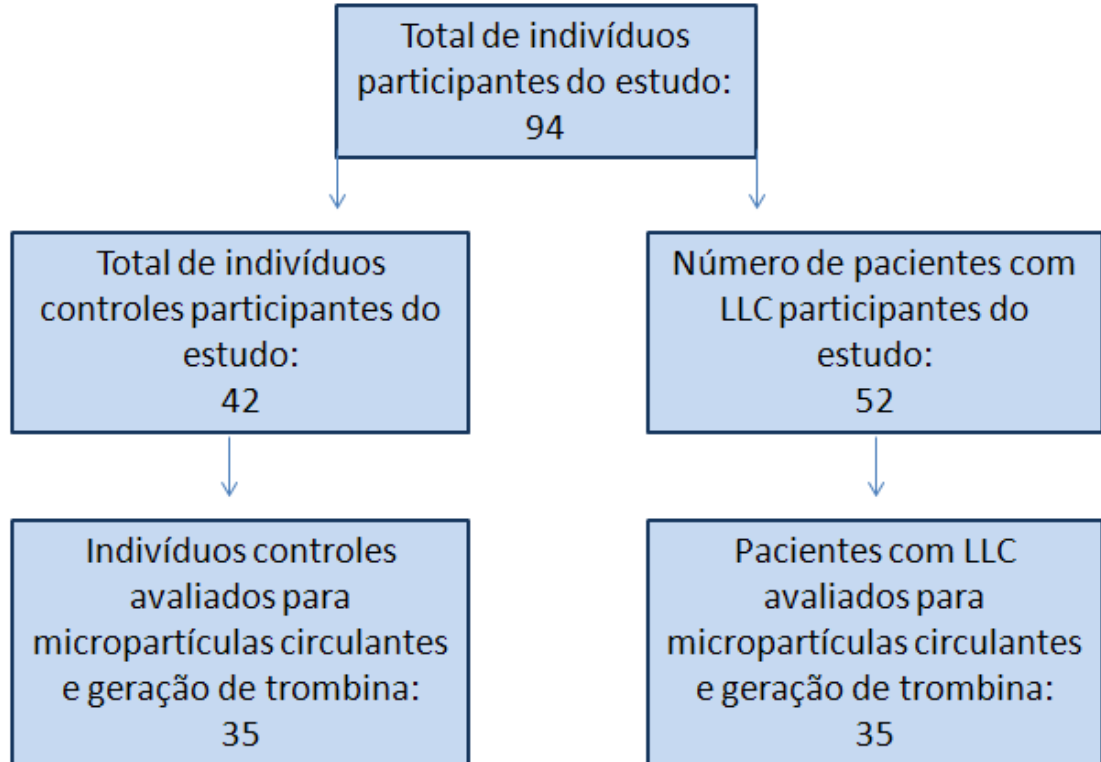 Total de indivíduos
participantes do estudo:
94
Total de indivíduos
controles participantes do
estudo:
42
Número de pacientes com
LLC participantes do
estudo:
52
Indivíduos controles
avaliados para
micropartículas circulantes
e geração de trombina:
35
Pacientes com LLC
avaliados para
micropartículas circulantes
e geração de trombina:
35